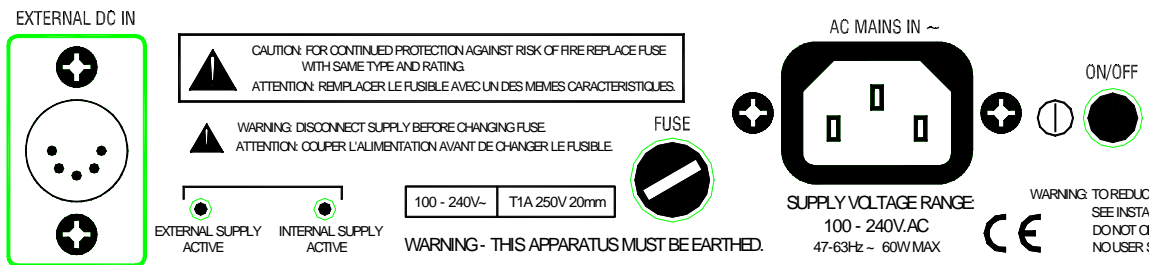 EXTERNAL DC IN
CAUTION: FOR CONTINUED PROTECTION AGAINST RISK OF FIRE REPLACE FUSE
WITH SAME TYPE AND RATING.
ATTENTION: REMPLACER LE FUSIBLE AVEC UN DES MEMES CARACTERISTIQUES.
WARNING: DISCONNECT SUPPLY BEFORE CHANGING FUSE.
ATTENTION: COUPER L'ALIMENTATION AVANT DE CHANGER LE FUSIBLE.
EXTERNAL SUPPLY
ACTIVE
INTERNAL SUPPLY
ACTIVE
100 - 240V~
T1A 250V 20mm
WARNING - THIS APPARATUS MUST BE EARTHED.
FUSE
AC MAINS IN ~
SUPPLY VOLTAGE RANGE:
100 - 240V.AC
47-63Hz ~ 60W MAX
CE
ON/OFF
WARNING: TO REDUC
SEE INSTA
DO NOT
NO USER